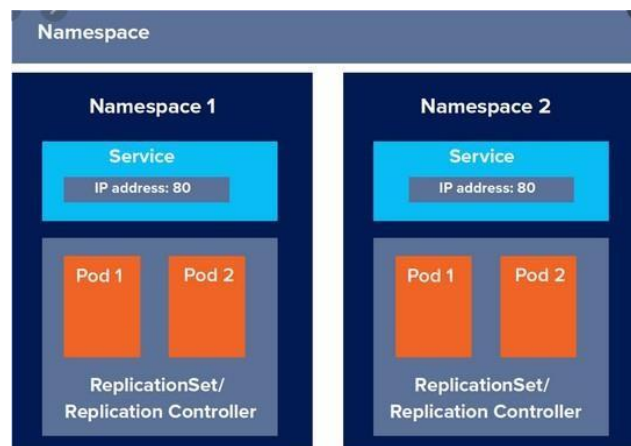 Namespace
Namespace 1
Service
IP address: 80
Pod 1
Pod 2
ReplicationSet/
Replication Controller
Namespace 2
Service
IP address: 80
Pod 1
Pod 2
ReplicationSet/
Replication Controller